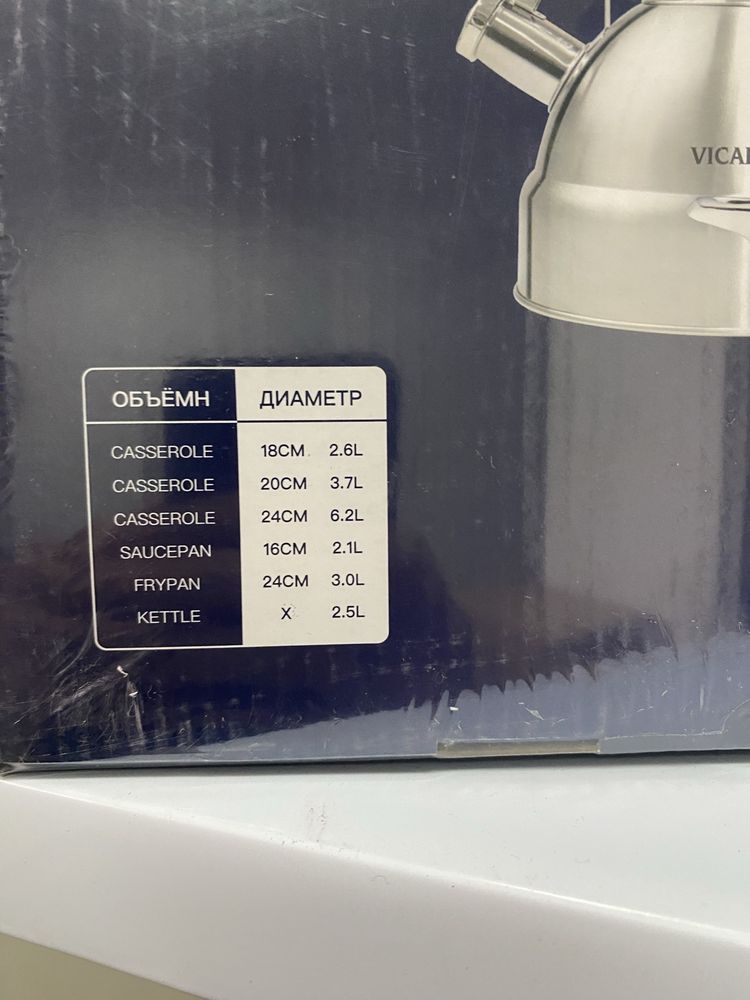 VICAL
ОБЪЁМН ДИАМЕТР
CASSEROLE 18CM 2.6L
CASSEROLE 20CM 3.7L
CASSEROLE 24CM 6.2L
SAUCEPAN 16CM 2.1L
FRYPAN 24CM 3.0L
KETTLE X 2.5L